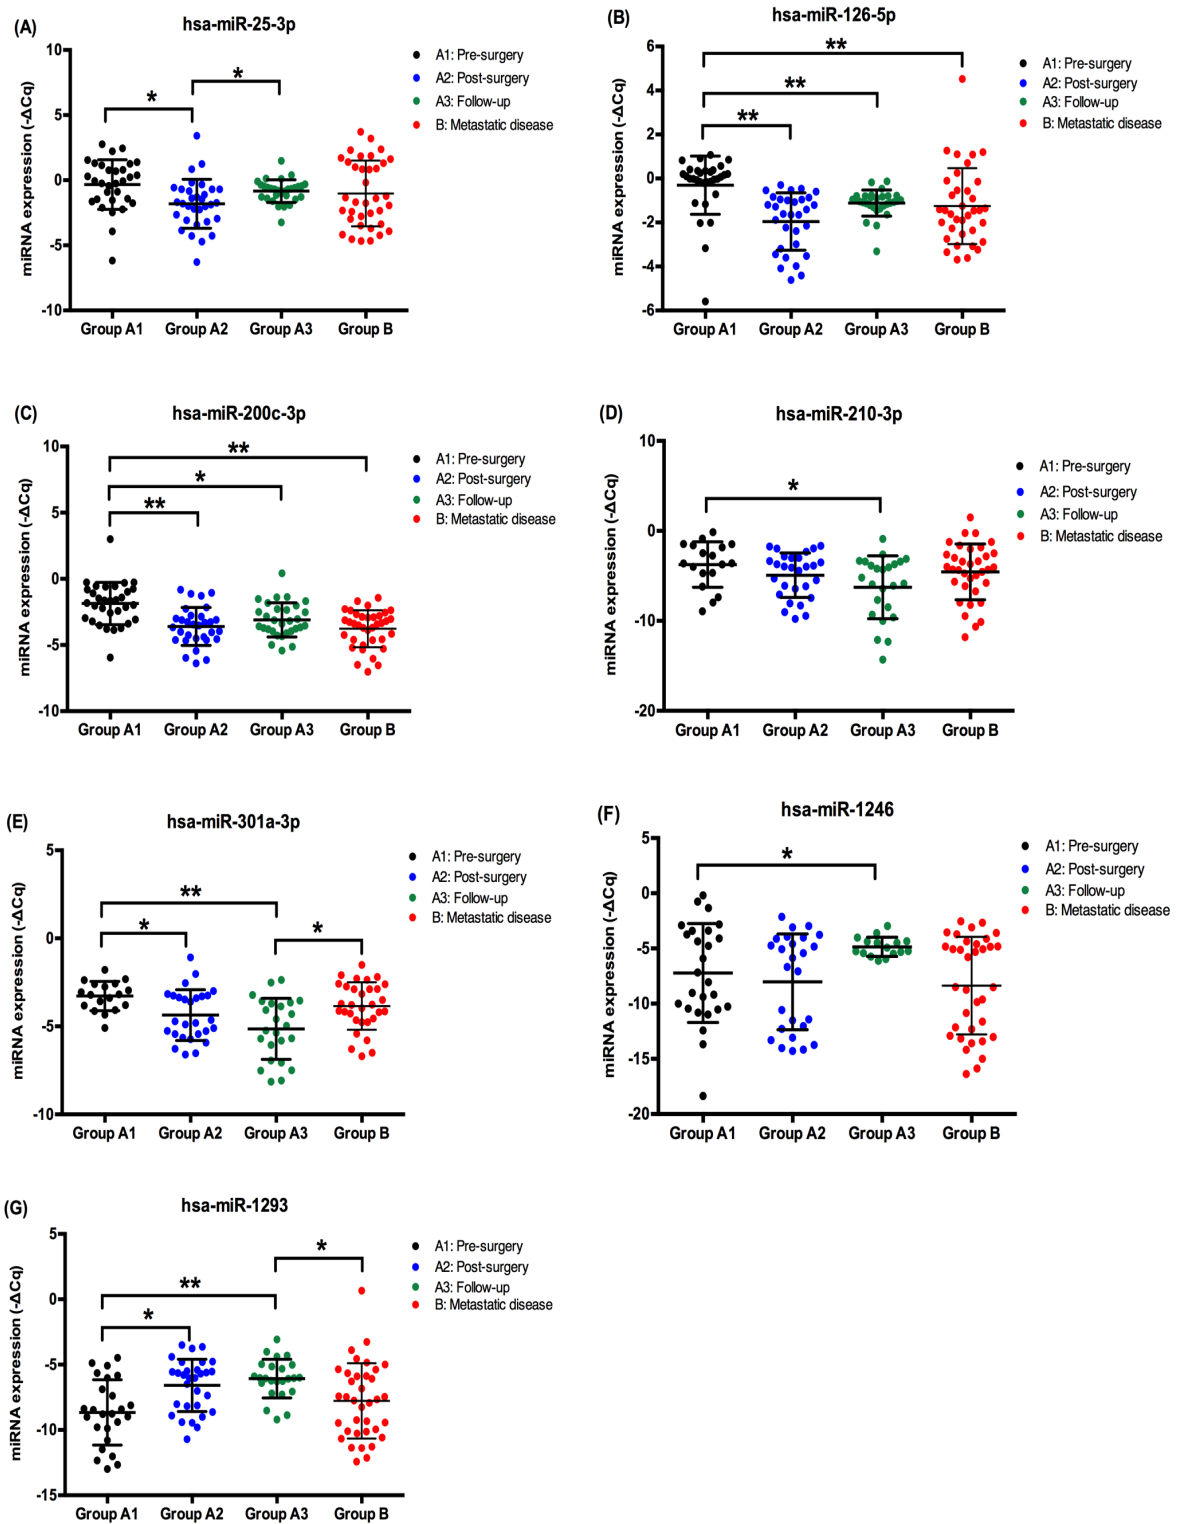 (A)
hsa-miR-25-3p
miRNA expression (-ΔCq)
10
5
0
-5
-10
*
*
Group A1 Group A2 Group A3 Group B
A1: Pre-surgery
A2: Post-surgery
A3: Follow-up
B: Metastatic disease
(B)
hsa-miR-126-5p
miRNA expression (-ΔCq)
6
4
2
0
-2
-4
-6
**
**
**
Group A1 Group A2 Group A3 Group B
A1: Pre-surgery
A2: Post-surgery
A3: Follow-up
B: Metastatic disease
(C)
hsa-miR-200c-3p
miRNA expression (-ΔCq)
10
5
0
-5
-10
**
*
**
Group A1 Group A2 Group A3 Group B
A1: Pre-surgery
A2: Post-surgery
A3: Follow-up
B: Metastatic disease
(D)
hsa-miR-210-3p
miRNA expression (-ΔCq)
10
0
-10
-20
*
Group A1 Group A2 Group A3 Group B
A1: Pre-surgery
A2: Post-surgery
A3: Follow-up
B: Metastatic disease
(E)
hsa-miR-301a-3p
miRNA expression (-ΔCq)
5
0
-5
-10
**
*
*
Group A1 Group A2 Group A3 Group B
A1: Pre-surgery
A2: Post-surgery
A3: Follow-up
B: Metastatic disease
(F)
hsa-miR-1246
miRNA expression (-ΔCq)
5
0
-5
-10
-15
-20
*
Group A1 Group A2 Group A3 Group B
A1: Pre-surgery
A2: Post-surgery
A3: Follow-up
B: Metastatic disease
(G)
hsa-miR-1293
miRNA expression (-ΔCq)
5
0
-5
-10
-15
*
**
*
Group A1 Group A2 Group A3 Group B
A1: Pre-surgery
A2: Post-surgery
A3: Follow-up
B: Metastatic disease